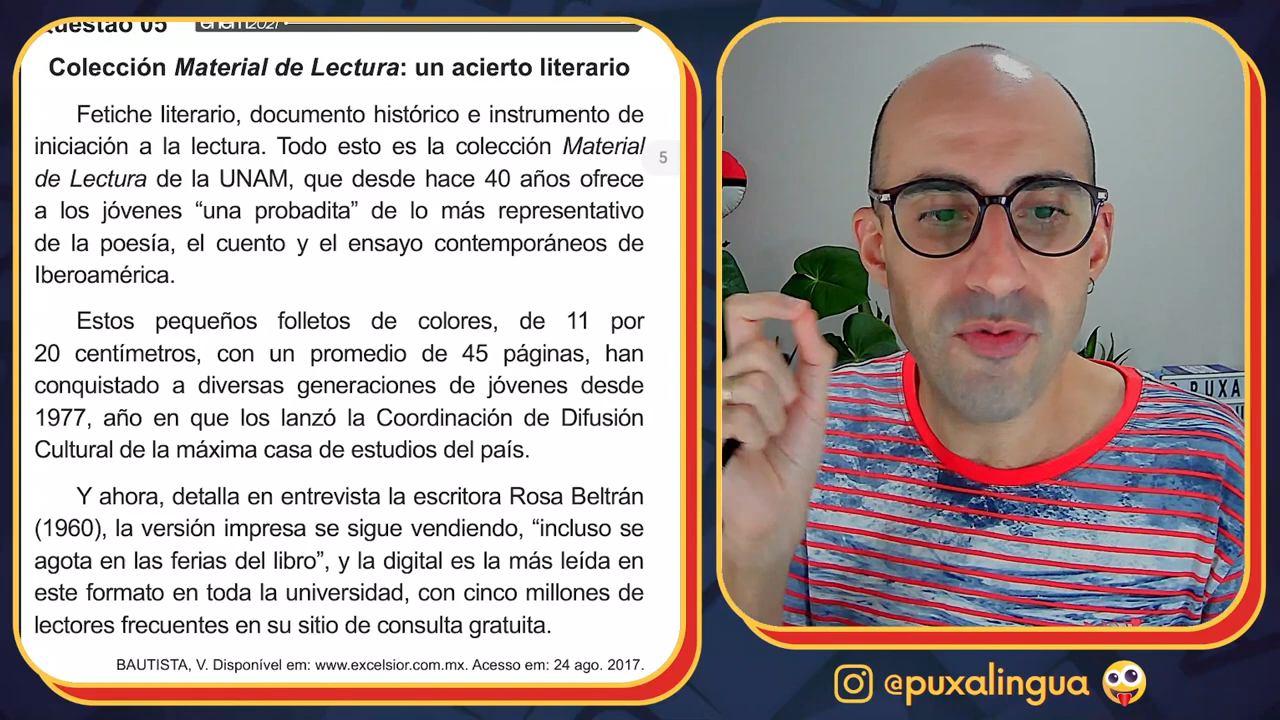 Questão 05 enem2021
Colección Material de Lectura: un acierto literario
Fetiche literario, documento histórico e instrumento de
iniciación a la lectura. Todo esto es la colección Material
de Lectura de la UNAM, que desde hace 40 años ofrece
a los jóvenes “una probadita” de lo más representativo
de la poesía, el cuento y el ensayo contemporáneos de
Iberoamérica.
Estos pequeños folletos de colores, de 11 por
20 centímetros, con un promedio de 45 páginas, han
conquistado a diversas generaciones de jóvenes desde
1977, año en que los lanzó la Coordinación de Difusión
Cultural de la máxima casa de estudios del país.
Y ahora, detalla en entrevista la escritora Rosa Beltrán
(1960), la versión impresa se sigue vendiendo, “incluso se
agota en las ferias del libro”, y la digital es la más leída en
este formato en toda la universidad, con cinco millones de
lectores frecuentes en su sitio de consulta gratuita.
BAUTISTA, V. Disponível em: www.excelsior.com.mx. Acesso em: 24 ago. 2017.
5
PUXA
@puxalingua